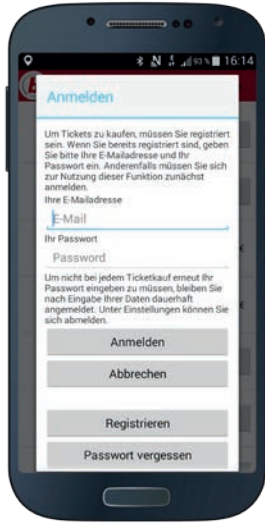 93 % 16:14
Anmelden
Um Tickets zu kaufen, müssen Sie registriert
sein. Wenn Sie bereits registriert sind, geben
Sie bitte Ihre E-Mailadresse und Ihr
Passwort ein. Anderenfalls müssen Sie sich
zur Nutzung dieser Funktion zunächst
anmelden.
Ihre E-Mailadresse
E-Mail
Ihr Passwort
Password
Um nicht bei jedem Ticketkauf erneut Ihr
Passwort eingeben zu müssen, bleiben Sie
nach Eingabe Ihrer Daten dauerhaft
angemeldet. Unter Einstellungen können Sie
sich abmelden.
Anmelden
Abbrechen
Registrieren
Passwort vergessen